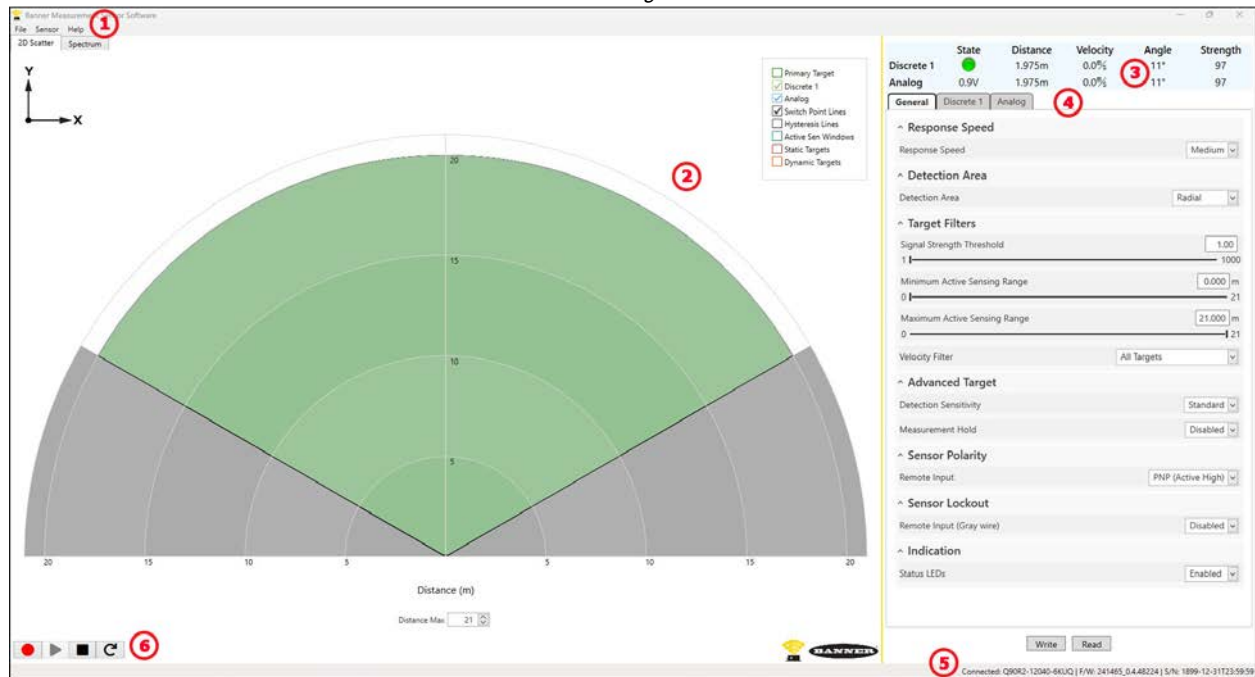 Banner Measurement Sensor Software
1
File Sensor Help
2D Scatter Spectrum
Y
X
Primary Target
Discrete 1
Analog
Switch Point Lines
Hysteresis Lines
Active Sen Windows
Static Targets
Dynamic Targets
2
20
15
10
5
20 15 10 5 5 10 15 20
Distance (m)
Distance Max 21
6
BANNER
State Distance Velocity Angle Strength
Discrete 1 1.975m 11° 97
3
Analog 0.9V 1.975m 11° 97
General Discrete 1 Analog
4
^ Response Speed
Response Speed Medium
^ Detection Area
Detection Area Radial
^ Target Filters
Signal Strength Threshold 1.00
1 1000
Minimum Active Sensing Range 0.000 m
0 21
Maximum Active Sensing Range 21.000 m
0 21
Velocity Filter All Targets
^ Advanced Target
Detection Sensitivity Standard
Measurement Hold Disabled
^ Sensor Polarity
Remote Input PNP (Active High)
^ Sensor Lockout
Remote Input (Gray wire) Disabled
^ Indication
Status LEDs Enabled
Write Read
5
Connected: Q90R2-12040-6KUQ | F/W: 241465_0.4.48224 | S/N: 1899-12-31T23:59:59